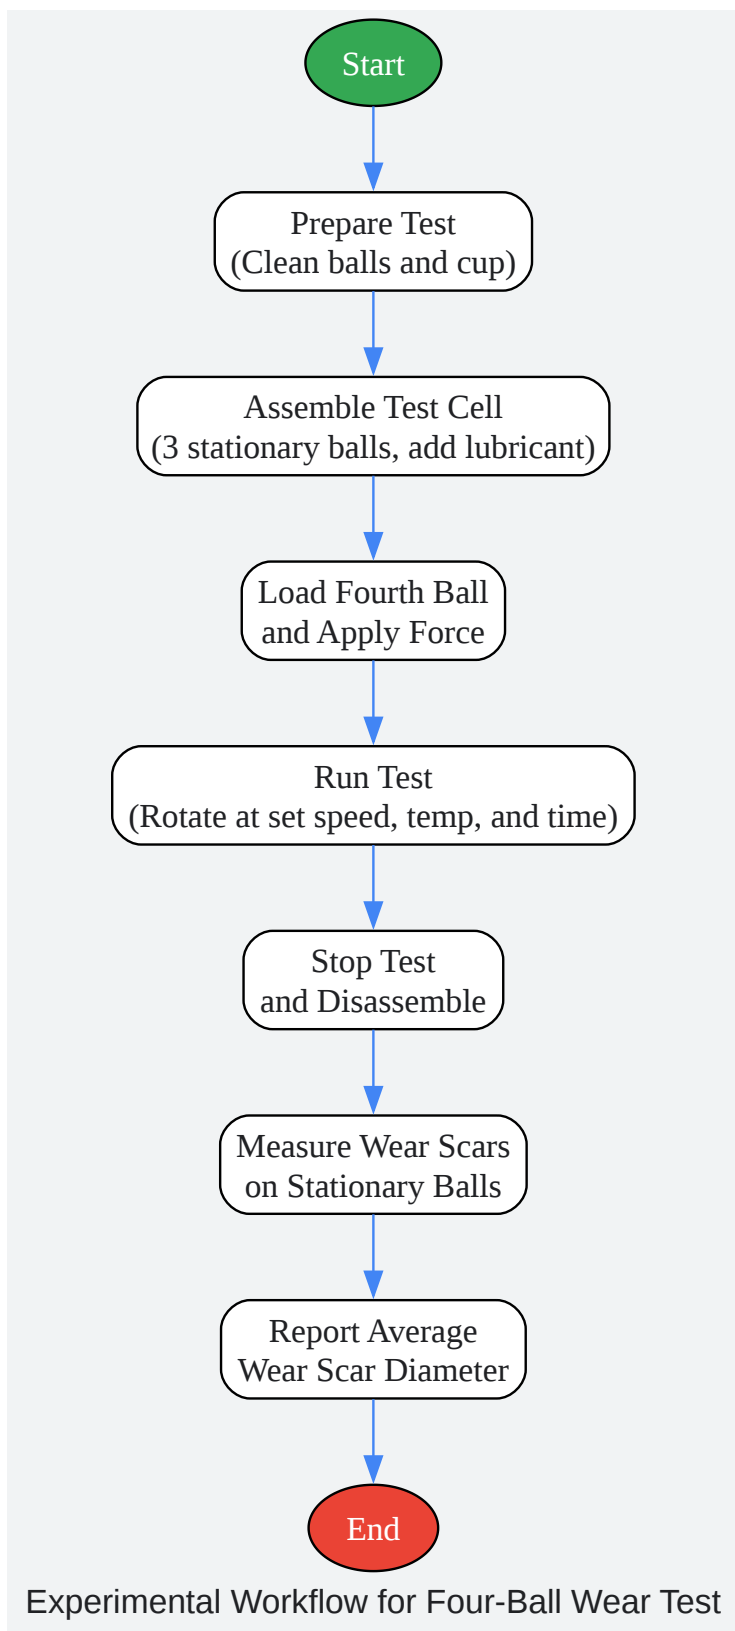 Start
Prepare Test
(Clean balls and cup)
Assemble Test Cell
(3 stationary balls, add lubricant)
Load Fourth Ball
and Apply Force
Run Test
(Rotate at set speed, temp, and time)
Stop Test
and Disassemble
Measure Wear Scars
on Stationary Balls
Report Average
Wear Scar Diameter
End
Experimental Workflow for Four-Ball Wear Test